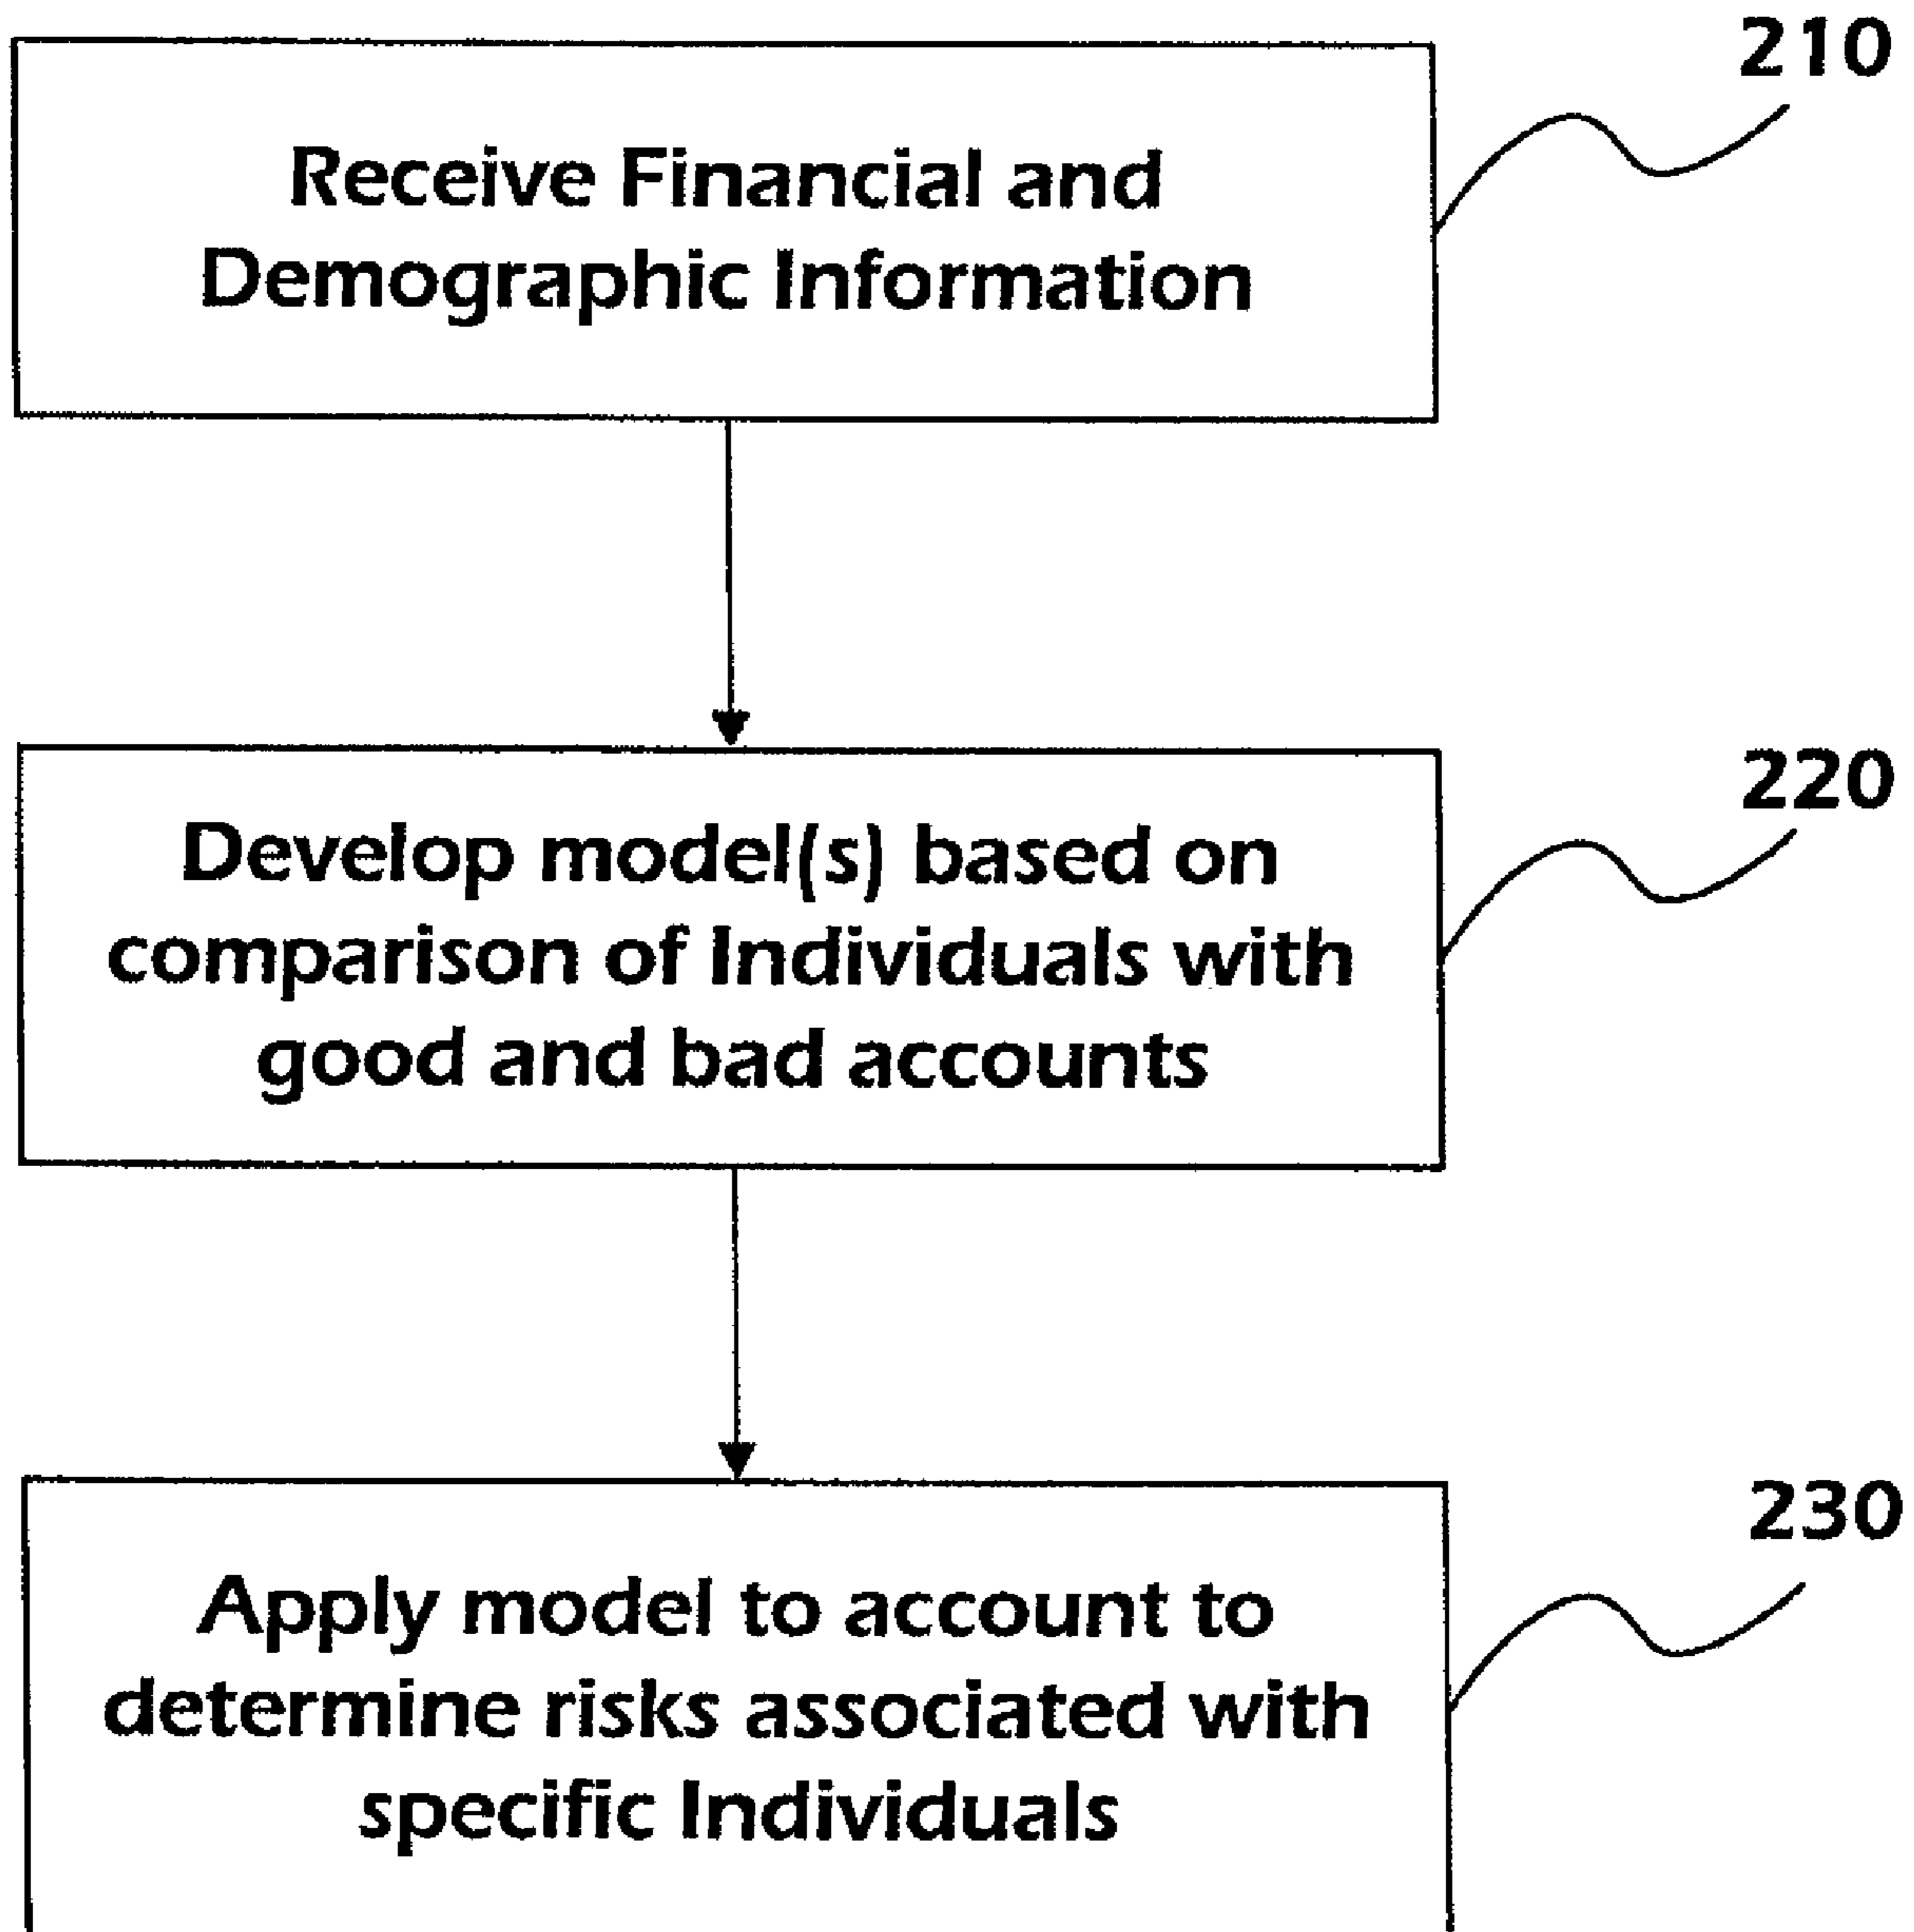 210
Receive Financial and
Demographic Information
220
Develop model(s) based on
comparison of Individuals with
good and bad accounts
230
Apply model to account to
determine risks associated with
specific Individuals